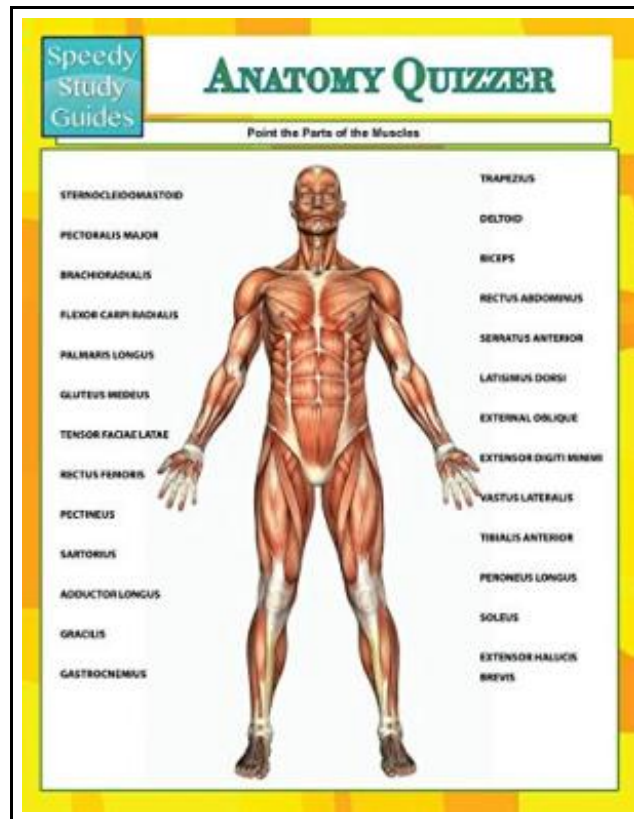 Speedy
Study
Guides
ANATOMY QUIZZER
Point the Parts of the Muscles
STERNOCLEIDOMASTOID
PECTORALIS MAJOR
BRACHIORADIALIS
FLEXOR CARPI RADIALIS
PALMARIS LONGUS
GLUTEUS MEDEUS
TENSOR FACIAE LATAE
RECTUS FEMORIS
PECTINEUS
SARTORIUS
ADDUCTOR LONGUS
GRACILIS
GASTROCNEMIUS
TRAPEZIUS
DELTOID
BICEPS
RECTUS ABDOMINUS
SERRATUS ANTERIOR
LATISIMUS DORSI
EXTERNAL OBLIQUE
EXTENSOR DIGITI MINIMI
VASTUS LATERALIS
TIBIALIS ANTERIOR
PERONEUS LONGUS
SOLEUS
EXTENSOR HALUCIS
BREVIS